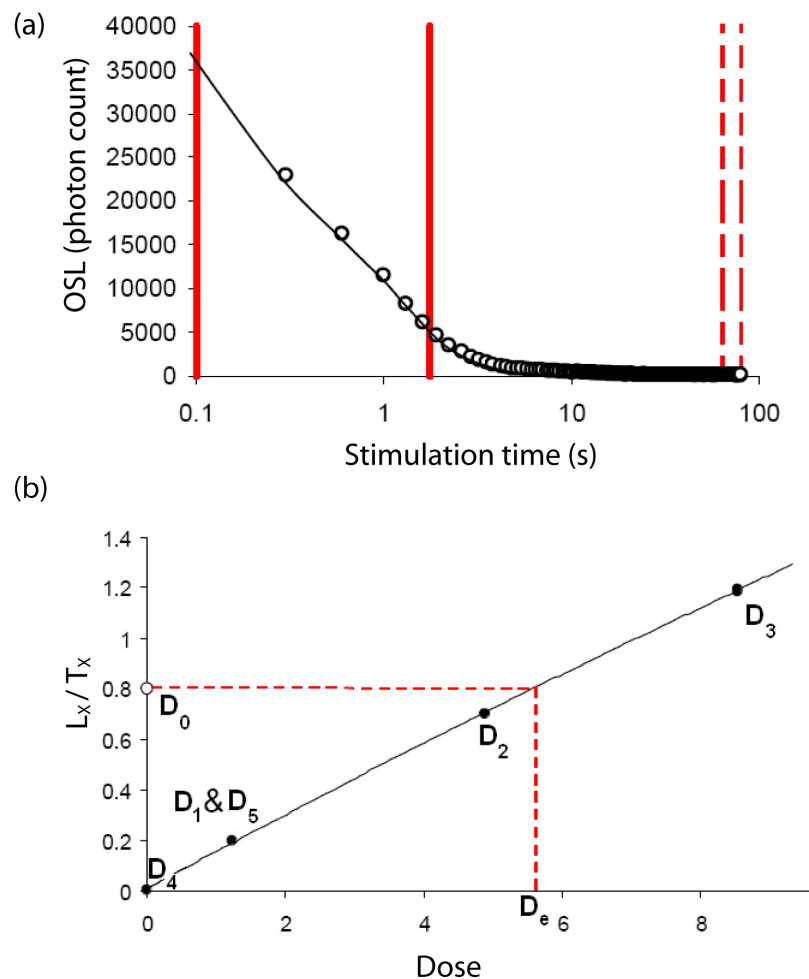 (a)
OSL (photon count)
40000
35000
30000
25000
20000
15000
10000
5000
0
0.1 1 10 100
Stimulation time (s)
(b)
Lx / Tx
1.4
1.2
1
0.8
0.6
0.4
0.2
0
D3
D0
D2
D1&D5
D4
De
0 2 4 6 8
Dose